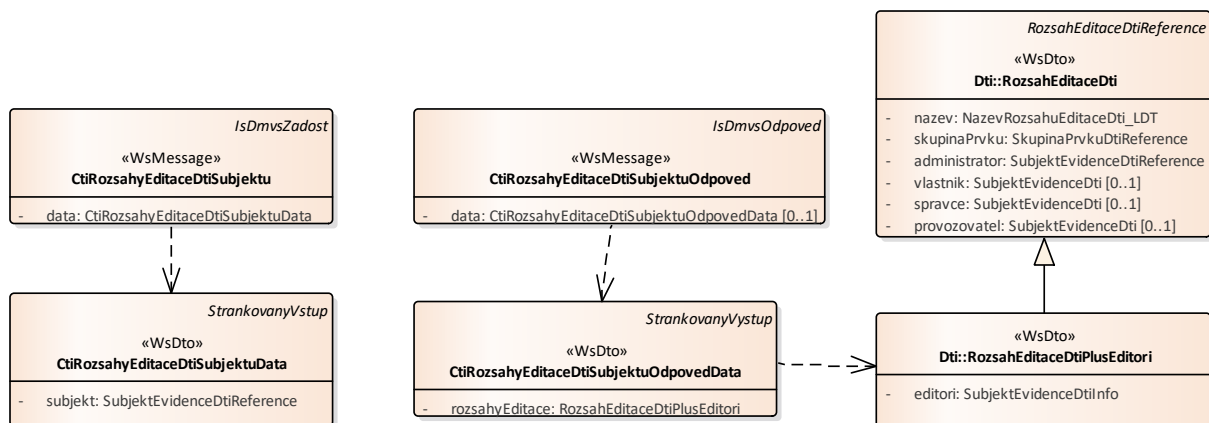 IsDmvsZadost
«WsMessage»
CtiRozsahyEditaceDtiSubjektu
- data: CtiRozsahyEditaceDtiSubjektuData
StrankovanyVstup
«WsDto»
CtiRozsahyEditaceDtiSubjektuData
- subjekt: SubjektEvidenceDtiReference
IsDmvsOdpoved
«WsMessage»
CtiRozsahyEditaceDtiSubjektuOdpoved
- data: CtiRozsahyEditaceDtiSubjektuOdpovedData [0..1]
StrankovanyVystup
«WsDto»
CtiRozsahyEditaceDtiSubjektuOdpovedData
- rozsahyEditace: RozsahEditaceDtiPlusEditori
RozsahEditaceDtiReference
«WsDto»
Dti::RozsahEditaceDti
- nazev: NazevRozsahuEditaceDti_LDT
- skupinaPrvku: SkupinaPrvkuDtiReference
- administrator: SubjektEvidenceDtiReference
- vlastnik: SubjektEvidenceDti [0..1]
- spravce: SubjektEvidenceDti [0..1]
- provozovatel: SubjektEvidenceDti [0..1]
«WsDto»
Dti::RozsahEditaceDtiPlusEditori
- editori: SubjektEvidenceDtiInfo